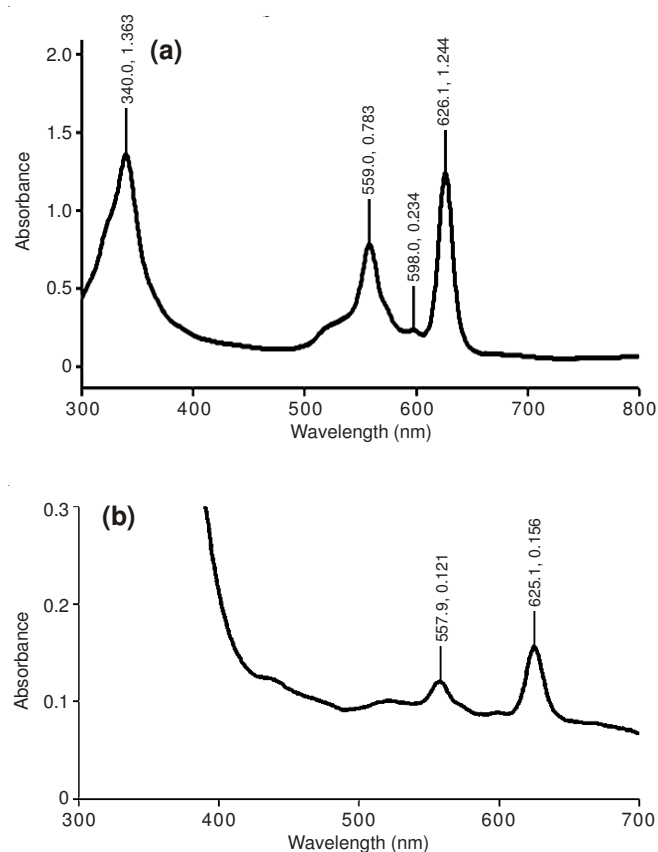 (a)
340.0, 1.363
559.0, 0.783
598.0, 0.234
626.1, 1.244
2.0
1.5
1.0
0.5
0
Absorbance
300 400 500 600 700 800
Wavelength (nm)
(b)
557.9, 0.121
625.1, 0.156
0.3
0.2
0.1
0
Absorbance
300 400 500 600 700
Wavelength (nm)